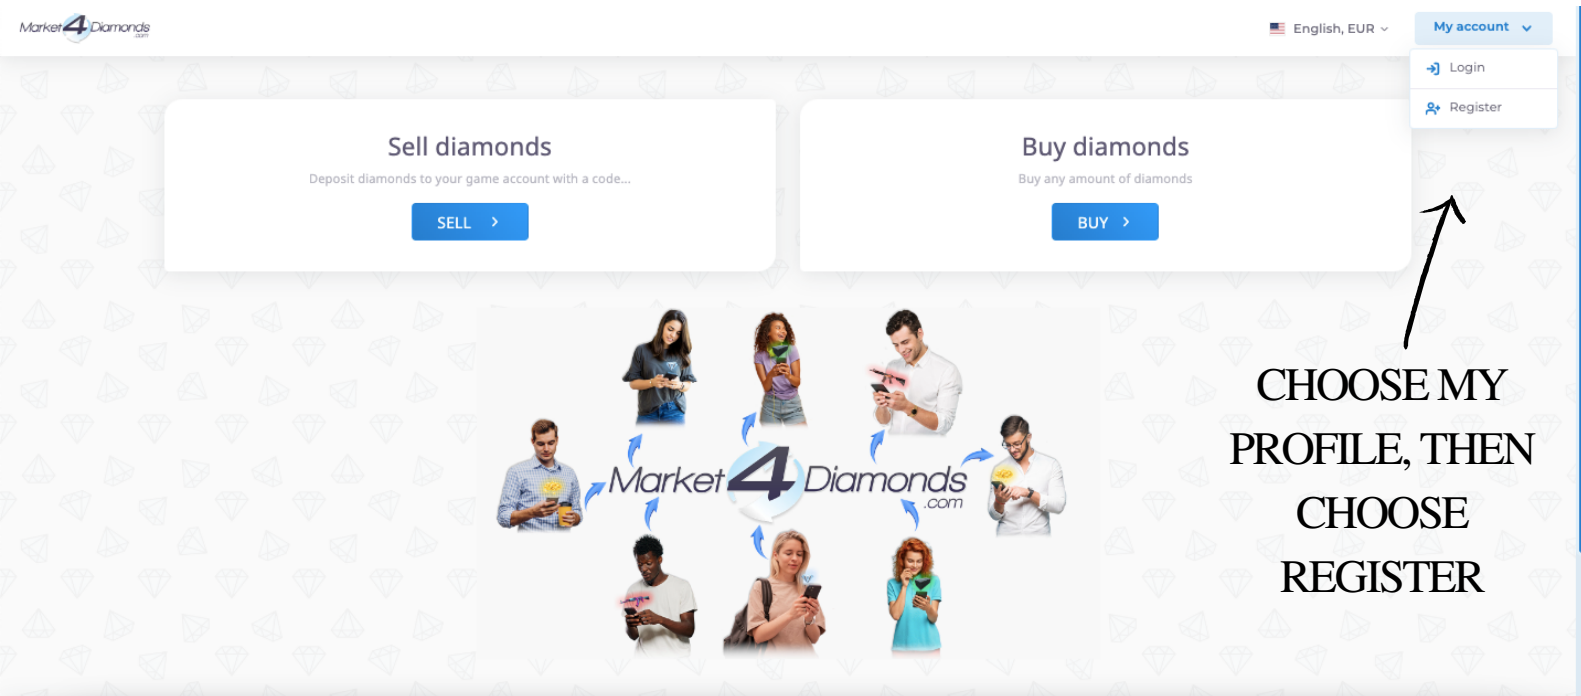 Market4Diamonds
.com
English, EUR
My account
Login
Register
Sell diamonds
Deposit diamonds to your game account with a code...
SELL
Buy diamonds
Buy any amount of diamonds
BUY
Market4Diamonds
.com
CHOOSE MY
PROFILE, THEN
CHOOSE
REGISTER